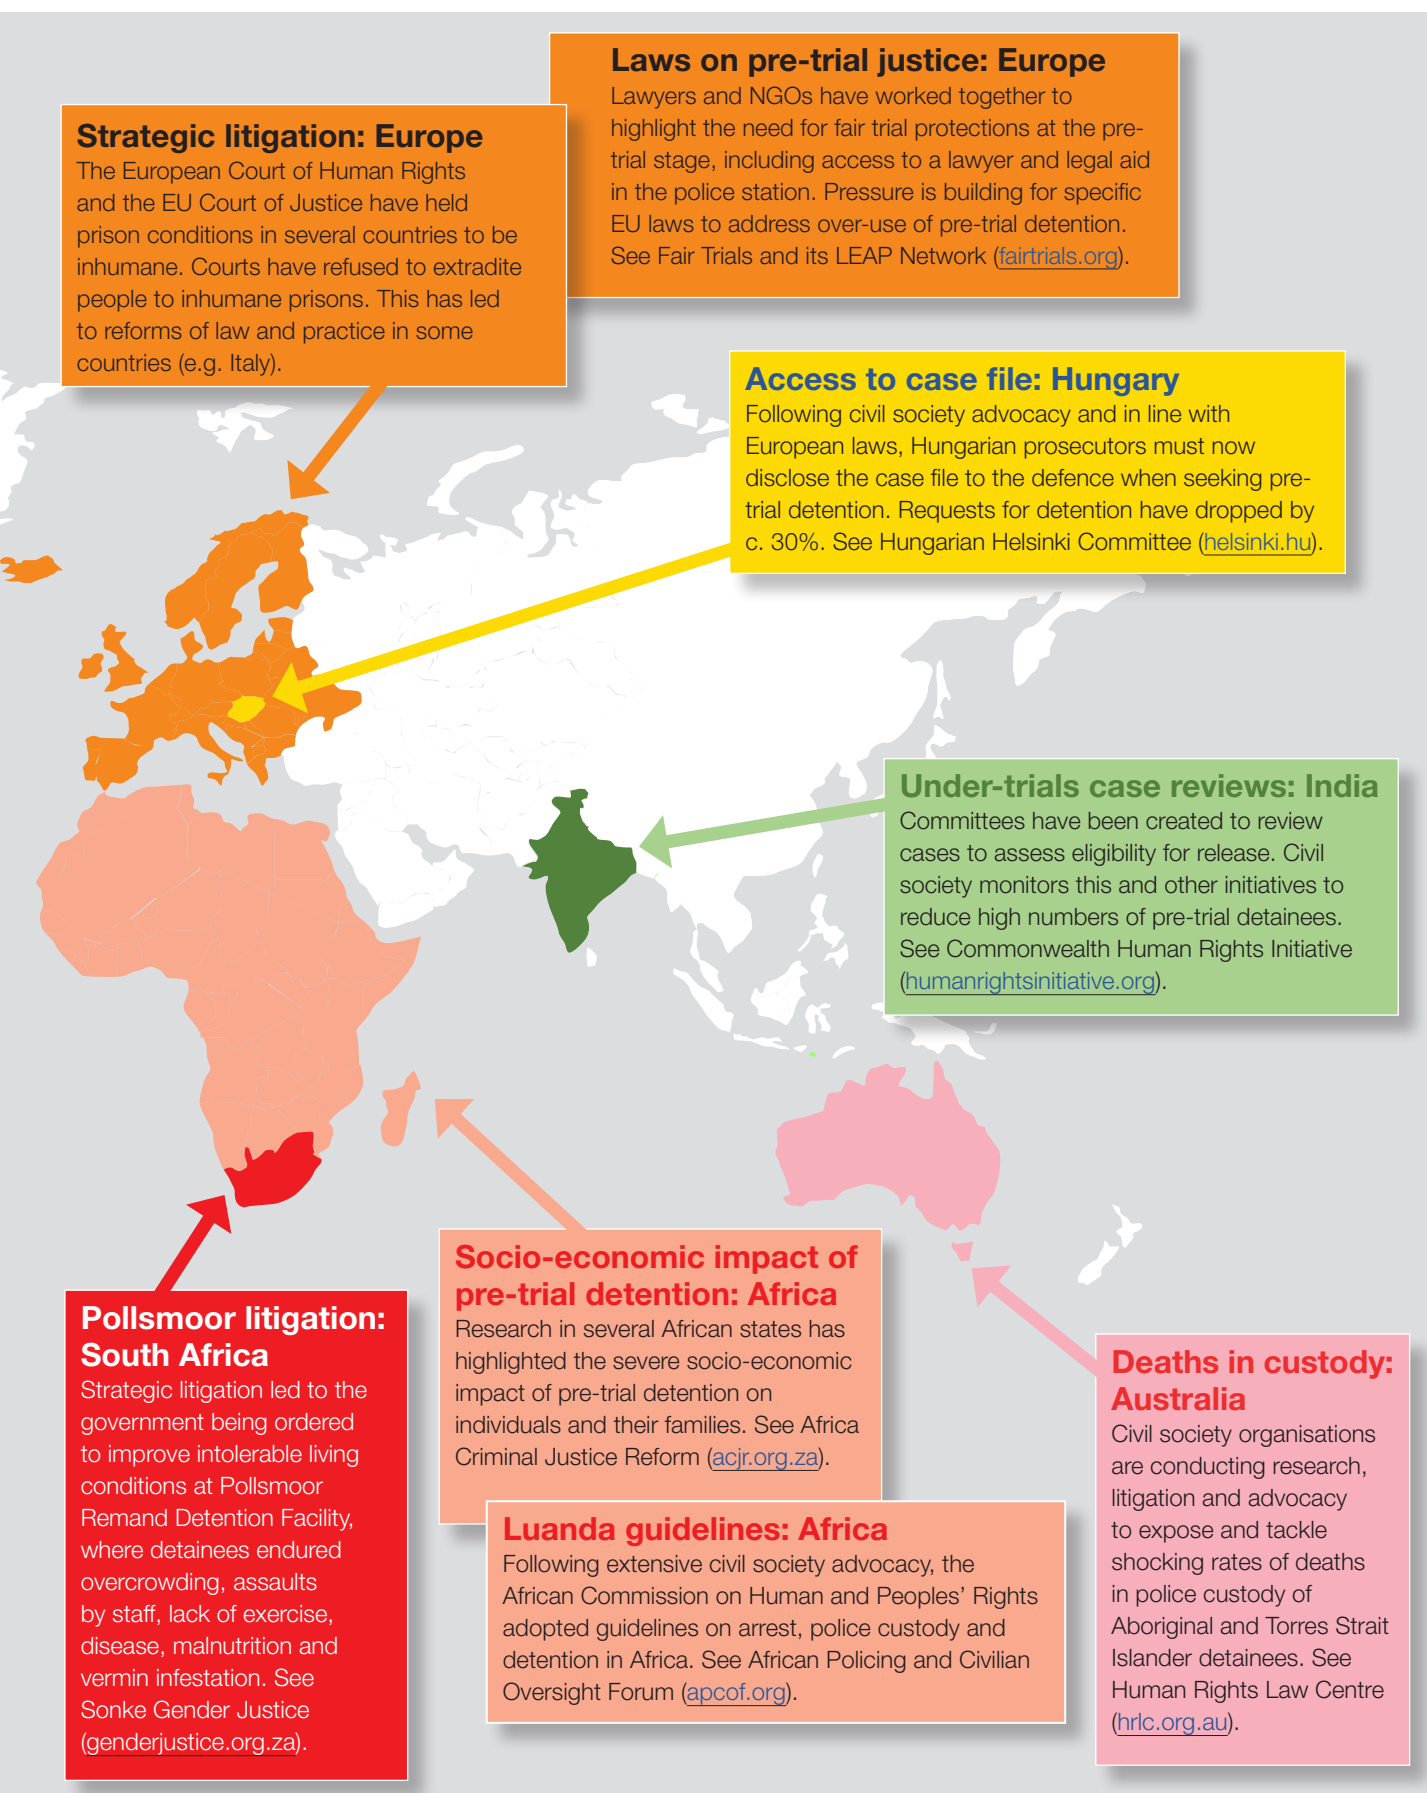 Laws on pre-trial justice: Europe
Lawyers and NGOs have worked together to
highlight the need for fair trial protections at the pre-
trial stage, including access to a lawyer and legal aid
in the police station. Pressure is building for specific
EU laws to address over-use of pre-trial detention.
See Fair Trials and its LEAP Network (fairtrials.org).
Strategic litigation: Europe
The European Court of Human Rights
and the EU Court of Justice have held
prison conditions in several countries to be
inhumane. Courts have refused to extradite
people to inhumane prisons. This has led
to reforms of law and practice in some
countries (e.g. Italy).
Access to case file: Hungary
Following civil society advocacy and in line with
European laws, Hungarian prosecutors must now
disclose the case file to the defence when seeking pre-
trial detention. Requests for detention have dropped by
c. 30%. See Hungarian Helsinki Committee (helsinki.hu).
Under-trials case reviews: India
Committees have been created to review
cases to assess eligibility for release. Civil
society monitors this and other initiatives to
reduce high numbers of pre-trial detainees.
See Commonwealth Human Rights Initiative
(humanrightsinitiative.org).
Socio-economic impact of
pre-trial detention: Africa
Research in several African states has
highlighted the severe socio-economic
impact of pre-trial detention on
individuals and their families. See Africa
Criminal Justice Reform (acjr.org.za).
Pollsmoor litigation:
South Africa
Strategic litigation led to the
government being ordered
to improve intolerable living
conditions at Pollsmoor
Remand Detention Facility,
where detainees endured
overcrowding, assaults
by staff, lack of exercise,
disease, malnutrition and
vermin infestation. See
Sonke Gender Justice
(genderjustice.org.za).
Luanda guidelines: Africa
Following extensive civil society advocacy, the
African Commission on Human and Peoples' Rights
adopted guidelines on arrest, police custody and
detention in Africa. See African Policing and Civilian
Oversight Forum (apcof.org).
Deaths in custody:
Australia
Civil society organisations
are conducting research,
litigation and advocacy
to expose and tackle
shocking rates of deaths
in police custody of
Aboriginal and Torres Strait
Islander detainees. See
Human Rights Law Centre
(hrlc.org.au).